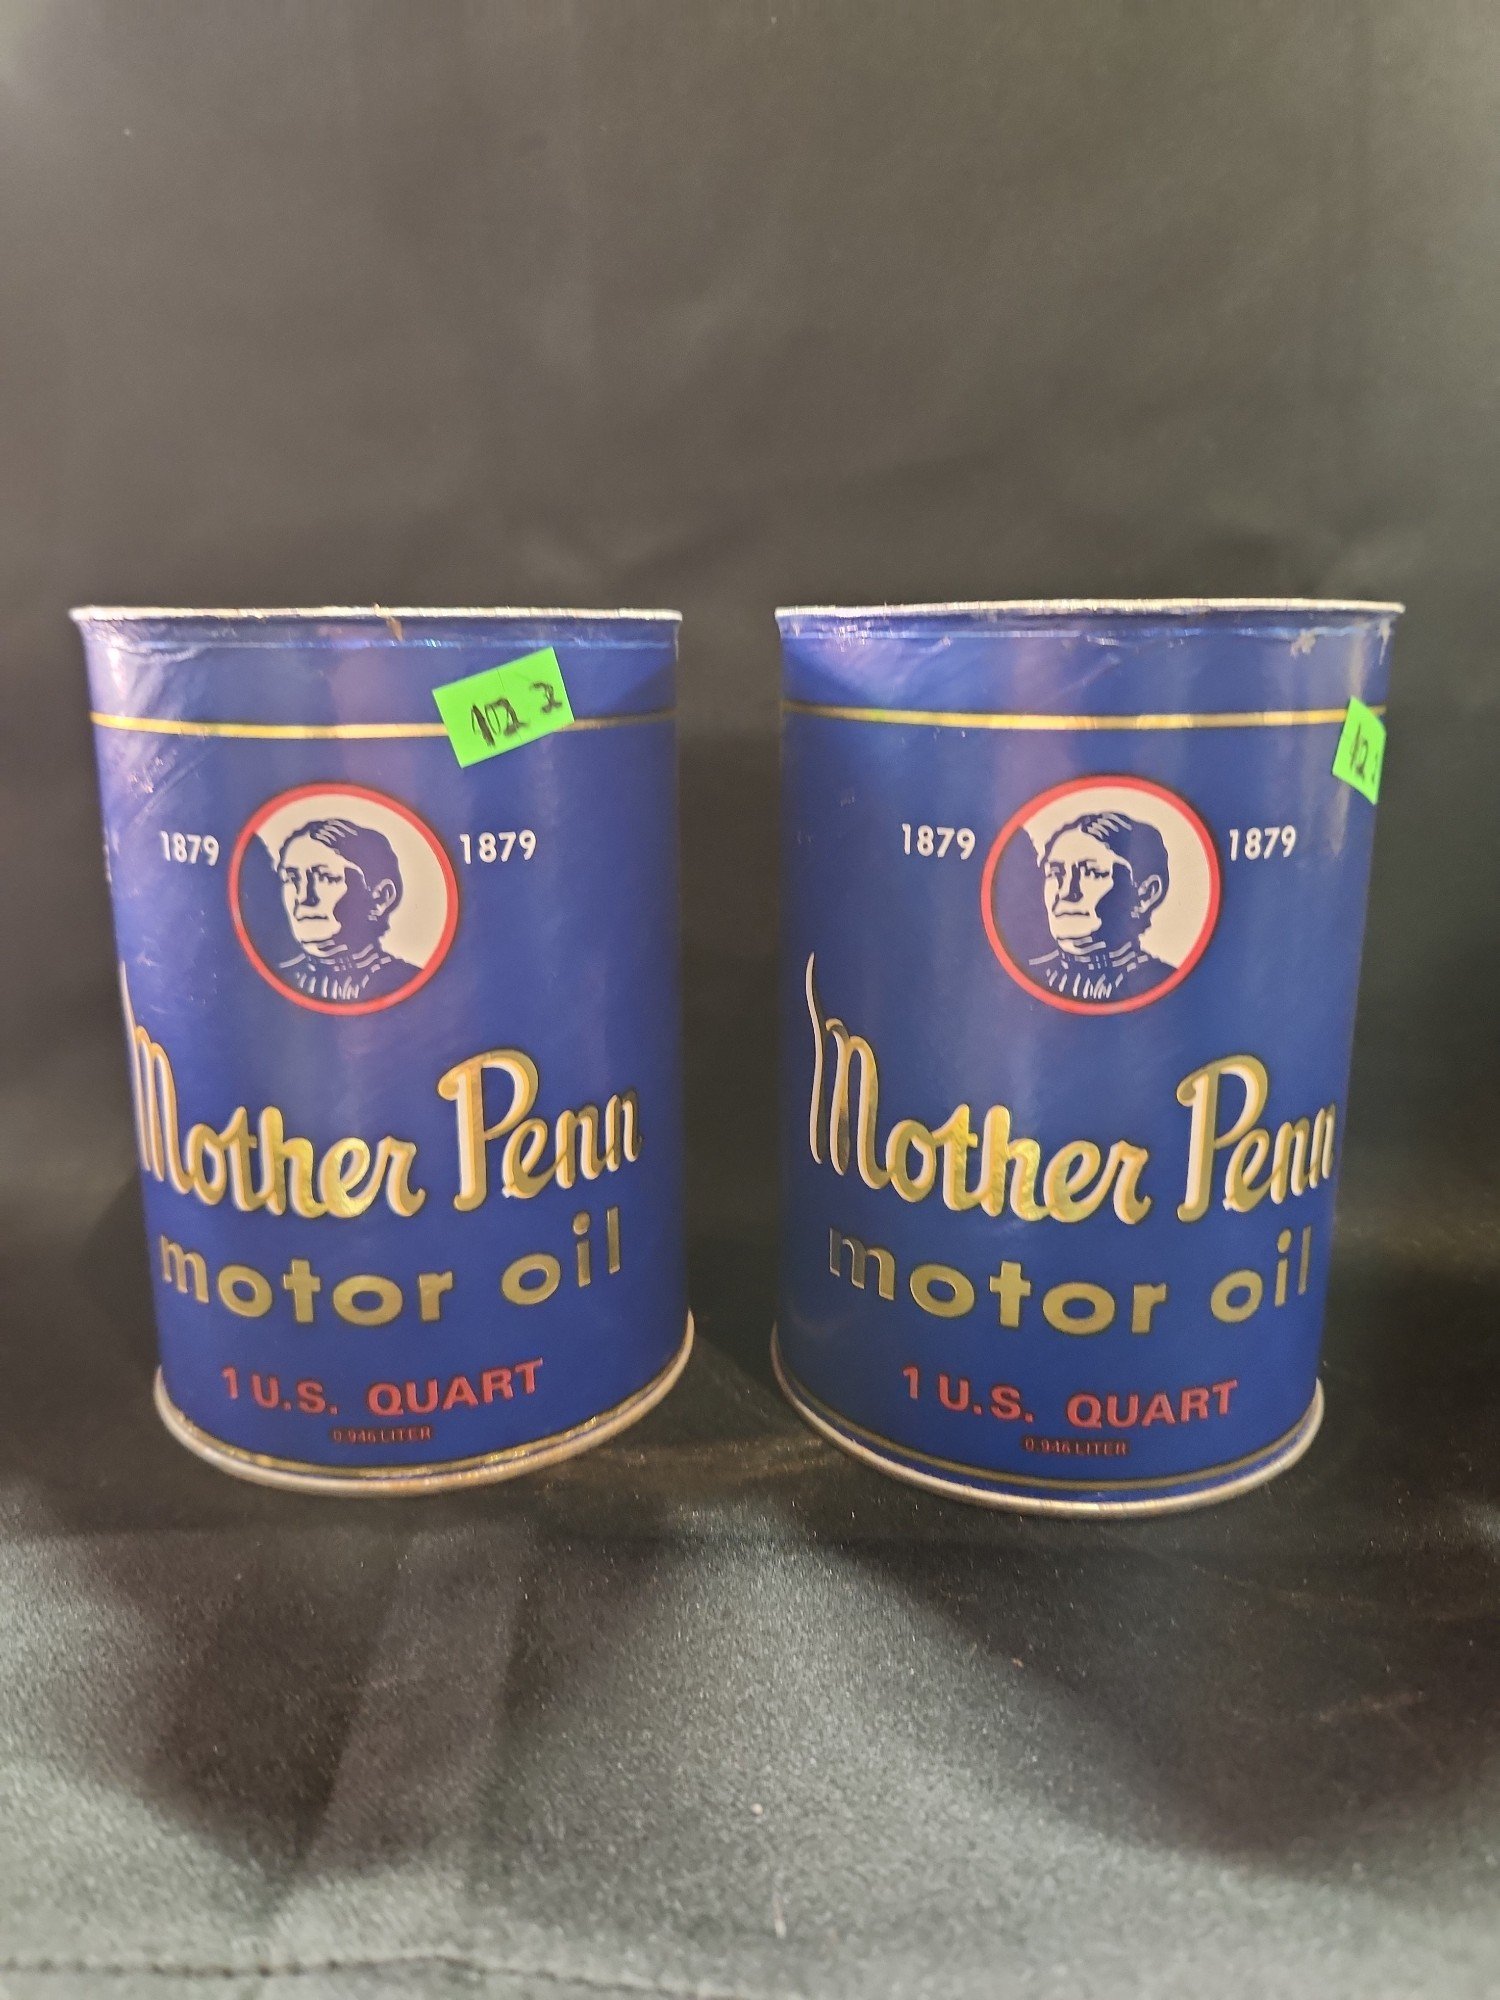 1879 1879
Mother Penn
motor oil
1 U.S. QUART
0.946 LITER
1879 1879
Mother Penn
motor oil
1 U.S. QUART
0.946 LITER